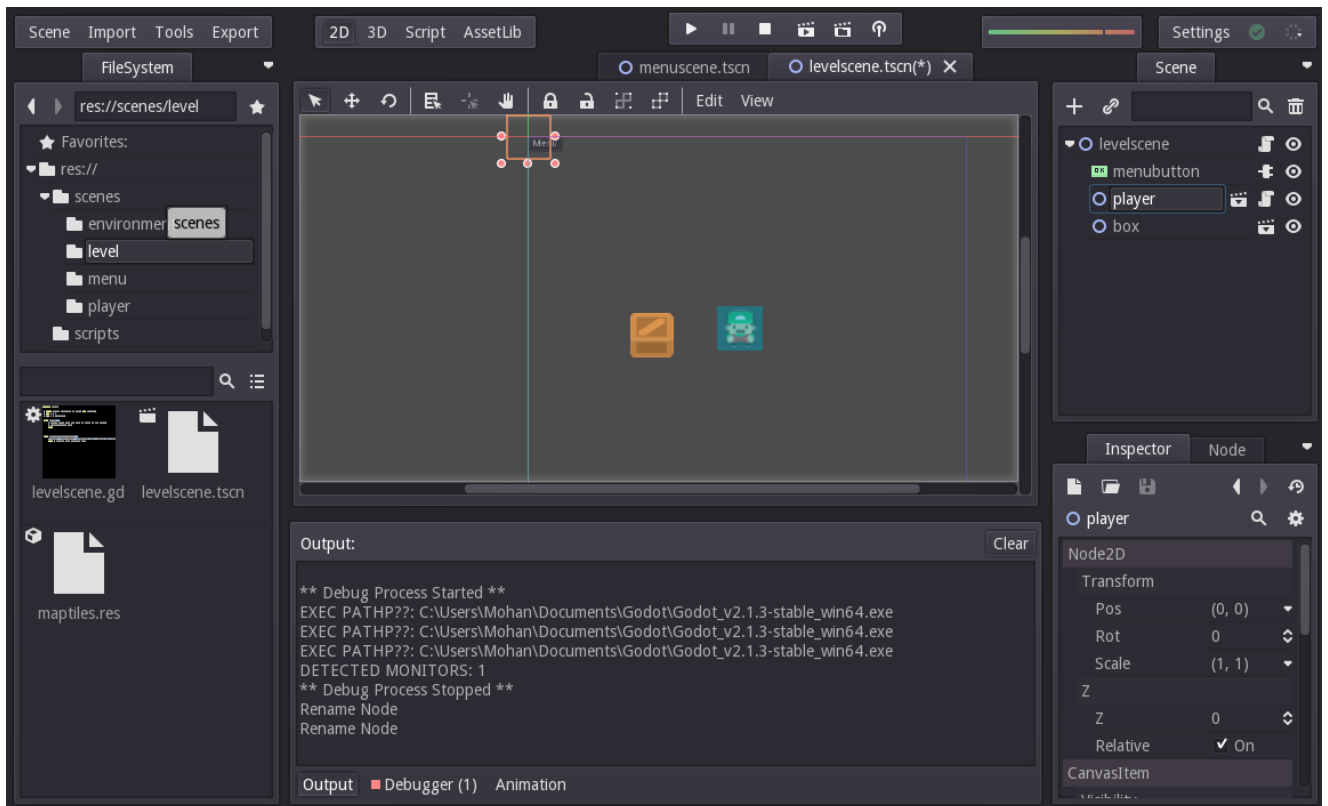 Scene Import Tools Export 2D 3D Script AssetLib Settings
FileSystem menuscene.tscn levelscene.tscn(*) Scene
res://scenes/level Edit View
Favorites:
res://
scenes
environmen
scenes
level
menu
player
scripts
levelscene.gd levelscene.tscn
maptiles.res
levelscene
menubutton
player
box
Output: Clear
** Debug Process Started **
EXEC PATHP??: C:\Users\Mohan\Documents\Godot\Godot_v2.1.3-stable_win64.exe
EXEC PATHP??: C:\Users\Mohan\Documents\Godot\Godot_v2.1.3-stable_win64.exe
EXEC PATHP??: C:\Users\Mohan\Documents\Godot\Godot_v2.1.3-stable_win64.exe
DETECTED MONITORS: 1
** Debug Process Stopped **
Rename Node
Rename Node
Output Debugger (1) Animation
Inspector Node
player
Node2D
Transform
Pos (0, 0)
Rot 0
Scale (1, 1)
Z
Z 0
Relative On
CanvasItem